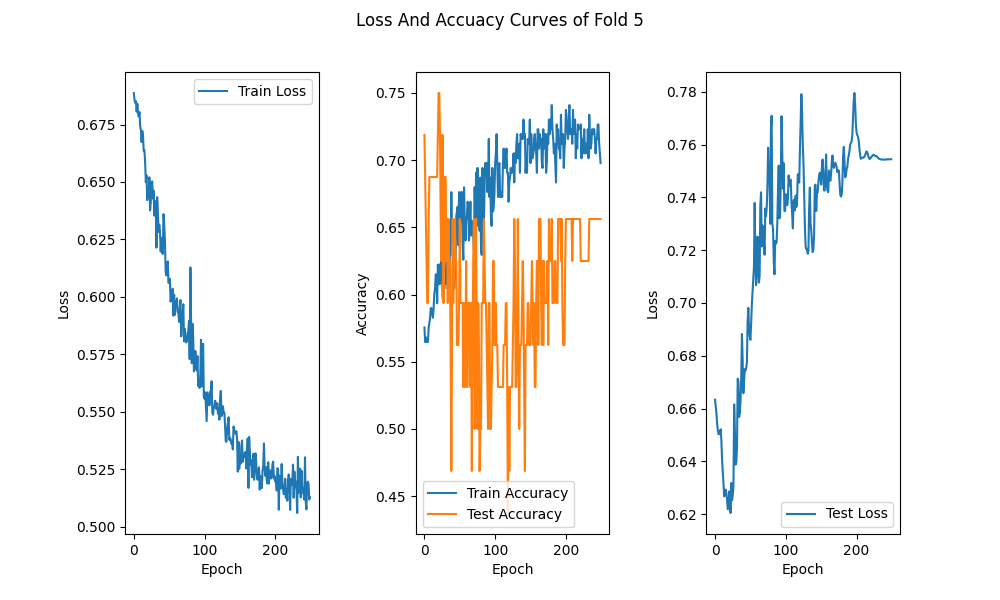 Loss And Accuacy Curves of Fold 5
Train Loss
0.675
0.650
0.625
0.600
0.575
0.550
0.525
0.500
Loss
0 100 200
Epoch
0.75
0.70
0.65
0.60
0.55
0.50
0.45
Accuracy
Train Accuracy
Test Accuracy
0 100 200
Epoch
0.78
0.76
0.74
0.72
0.70
0.68
0.66
0.64
0.62
Loss
Test Loss
0 100 200
Epoch